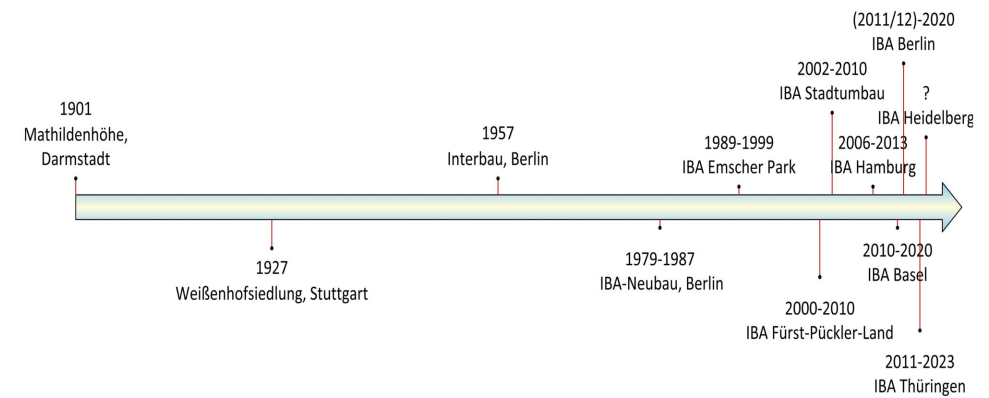 1901
Mathildenhöhe,
Darmstadt
1927
Weißenhofsiedlung, Stuttgart
1957
Interbau, Berlin
1979-1987
IBA-Neubau, Berlin
1989-1999
IBA Emscher Park
2000-2010
IBA Fürst-Pückler-Land
2002-2010
IBA Stadtumbau
2006-2013
IBA Hamburg
2010-2020
IBA Basel
(2011/12)-2020
IBA Berlin
2011-2023
IBA Thüringen
?
IBA Heidelberg